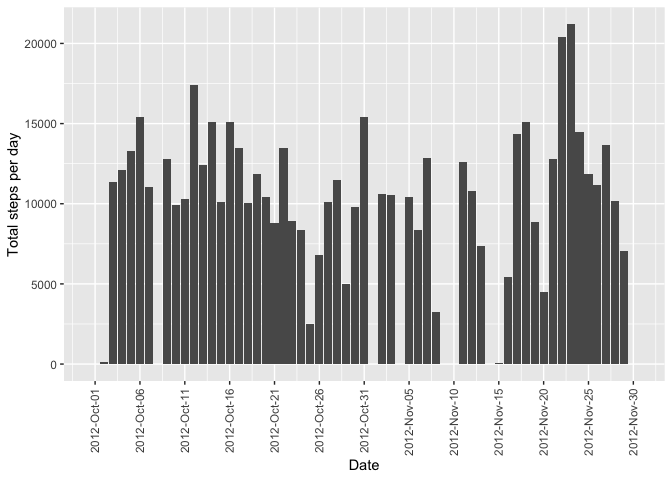 20000
15000
10000
5000
0
Total steps per day
2012-Oct-01
2012-Oct-06
2012-Oct-11
2012-Oct-16
2012-Oct-21
2012-Oct-26
2012-Oct-31
2012-Nov-05
2012-Nov-10
2012-Nov-15
2012-Nov-20
2012-Nov-25
2012-Nov-30
Date